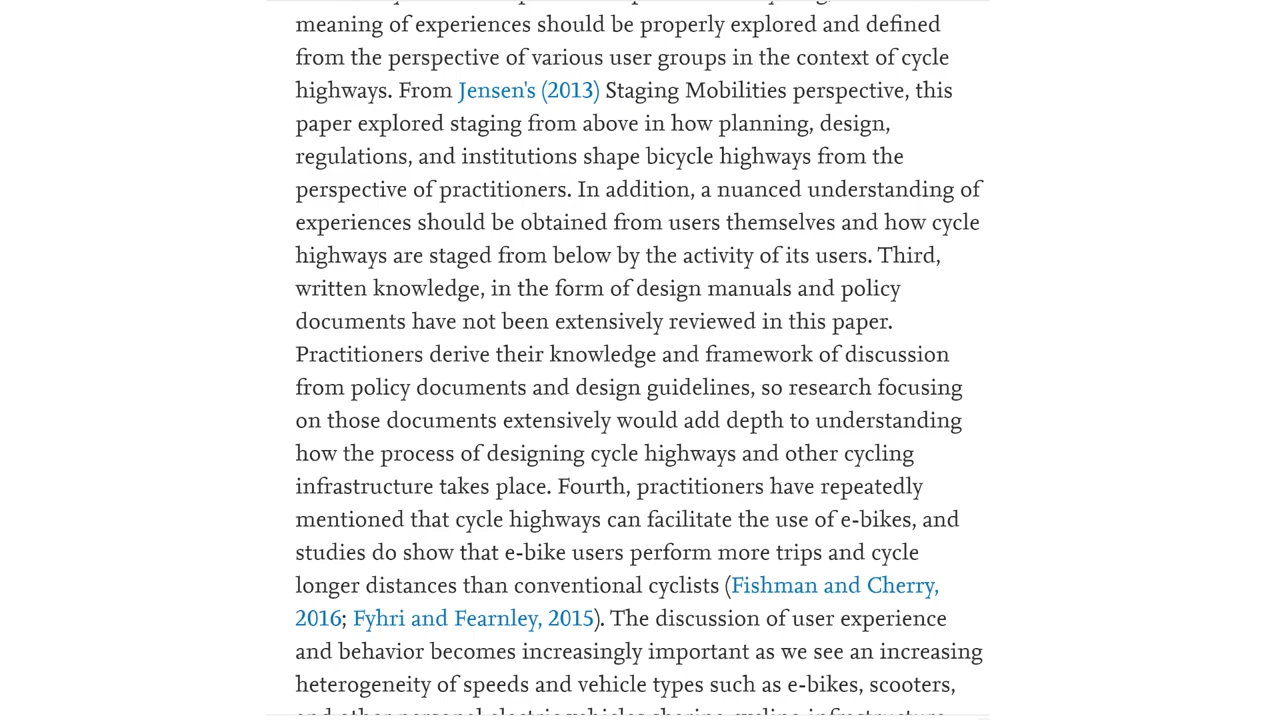 meaning of experiences should be properly explored and defined
from the perspective of various user groups in the context of cycle
highways. From Jensen's (2013) Staging Mobilities perspective, this
paper explored staging from above in how planning, design,
regulations, and institutions shape bicycle highways from the
perspective of practitioners. In addition, a nuanced understanding of
experiences should be obtained from users themselves and how cycle
highways are staged from below by the activity of its users. Third,
written knowledge, in the form of design manuals and policy
documents have not been extensively reviewed in this paper.
Practitioners derive their knowledge and framework of discussion
from policy documents and design guidelines, so research focusing
on those documents extensively would add depth to understanding
how the process of designing cycle highways and other cycling
infrastructure takes place. Fourth, practitioners have repeatedly
mentioned that cycle highways can facilitate the use of e-bikes, and
studies do show that e-bike users perform more trips and cycle
longer distances than conventional cyclists (Fishman and Cherry,
2016; Fyhri and Fearnley, 2015). The discussion of user experience
and behavior becomes increasingly important as we see an increasing
heterogeneity of speeds and vehicle types such as e-bikes, scooters,
and other personal electric vehicles sharing cycling infrastructure